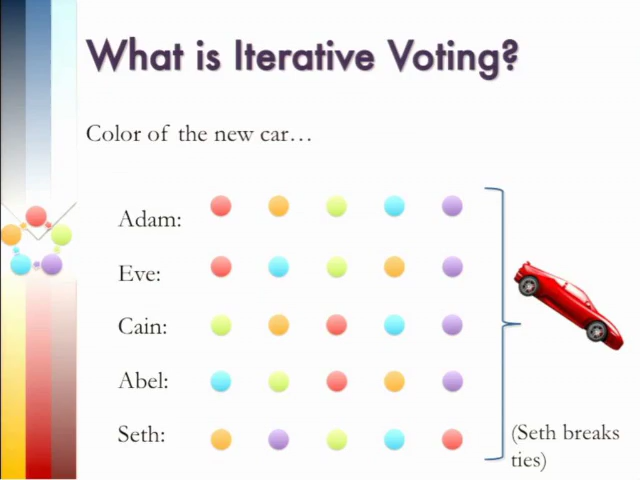 What is Iterative Voting?
Color of the new car…
Adam:
Eve:
Cain:
Abel:
Seth:
(Seth breaks
ties)